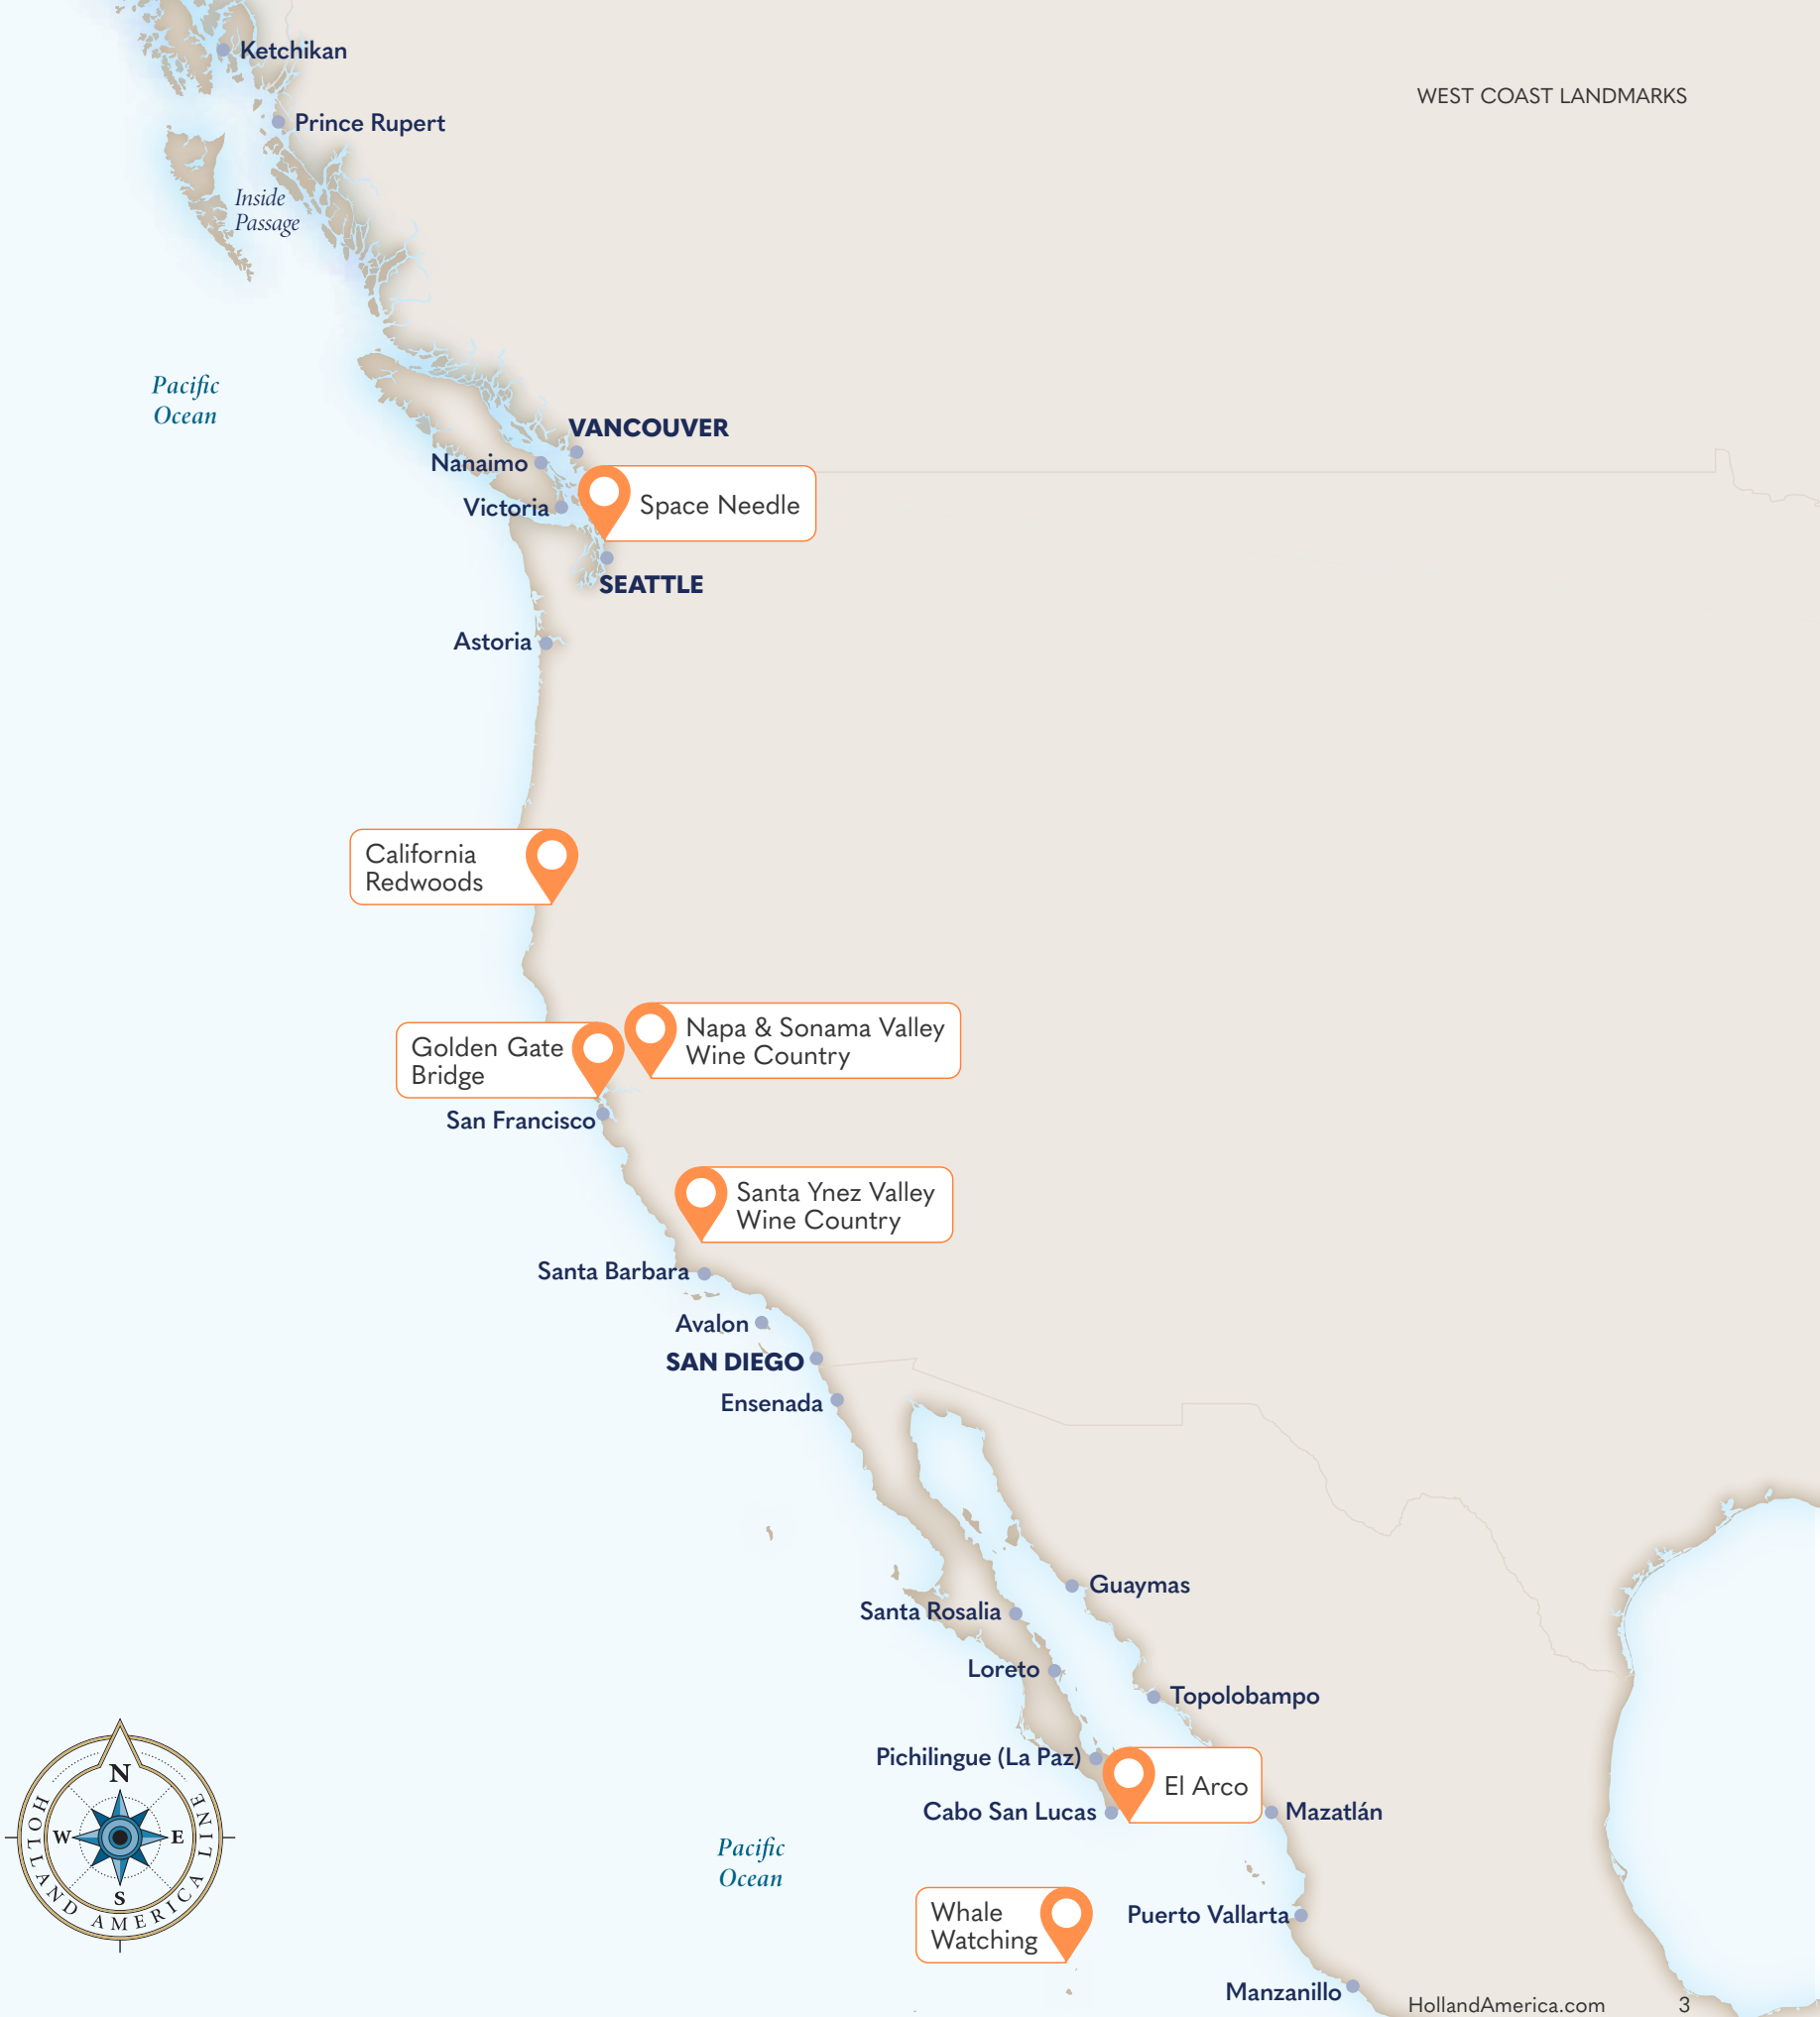 Ketchikan
WEST COAST LANDMARKS
Prince Rupert
Inside
Passage
Pacific
Ocean
VANCOUVER
Nanaimo
Victoria
Space Needle
SEATTLE
Astoria
California
Redwoods
Napa & Sonama Valley
Wine Country
Golden Gate
Bridge
San Francisco
Santa Ynez Valley
Wine Country
Santa Barbara
Avalon
SAN DIEGO
Ensenada
Guaymas
Santa Rosalia
Loreto
Topolobampo
Pichilingue (La Paz)
El Arco
Cabo San Lucas
Mazatlán
N
W
E
S
HOLLAND AMERICA LINE
Pacific
Ocean
Whale
Watching
Puerto Vallarta
Manzanillo
HollandAmerica.com
3